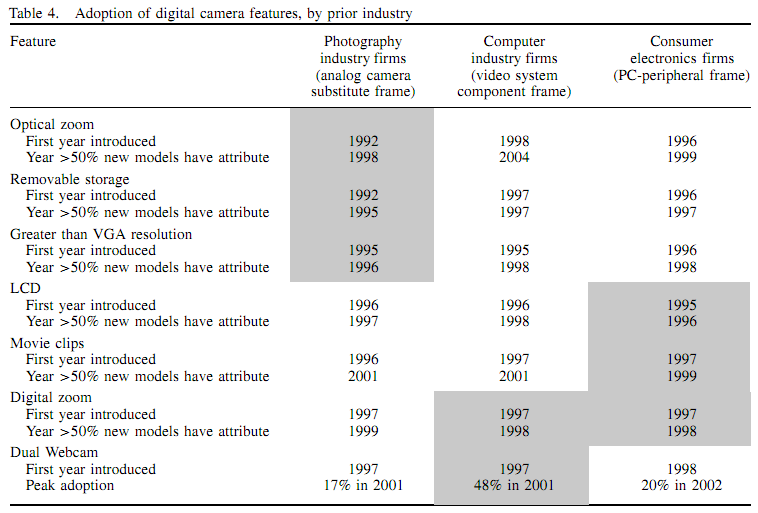 Table 4. Adoption of digital camera features, by prior industry
Feature Photography industry firms (analog camera substitute frame) Computer industry firms (video system component frame) Consumer electronics firms (PC-peripheral frame)
Optical zoom
First year introduced 1992 1998 1996
Year >50% new models have attribute 1998 2004 1999
Removable storage
First year introduced 1992 1997 1996
Year >50% new models have attribute 1995 1997 1997
Greater than VGA resolution
First year introduced 1995 1995 1996
Year >50% new models have attribute 1996 1998 1998
LCD
First year introduced 1996 1996 1995
Year >50% new models have attribute 1997 1998 1996
Movie clips
First year introduced 1996 1997 1997
Year >50% new models have attribute 2001 2001 1999
Digital zoom
First year introduced 1997 1997 1997
Year >50% new models have attribute 1999 1998 1998
Dual Webcam
First year introduced 1997 1997 1998
Peak adoption 17% in 2001 48% in 2001 20% in 2002